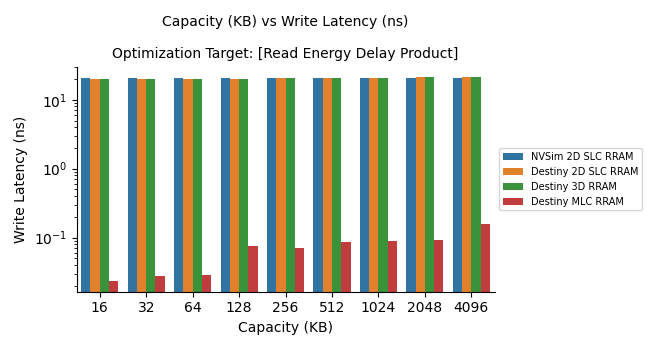 Capacity (KB) vs Write Latency (ns)
Optimization Target: [Read Energy Delay Product]
Write Latency (ns)
10¹
10⁰
10⁻¹
NVSim 2D SLC RRAM
Destiny 2D SLC RRAM
Destiny 3D RRAM
Destiny MLC RRAM
16 32 64 128 256 512 1024 2048 4096
Capacity (KB)